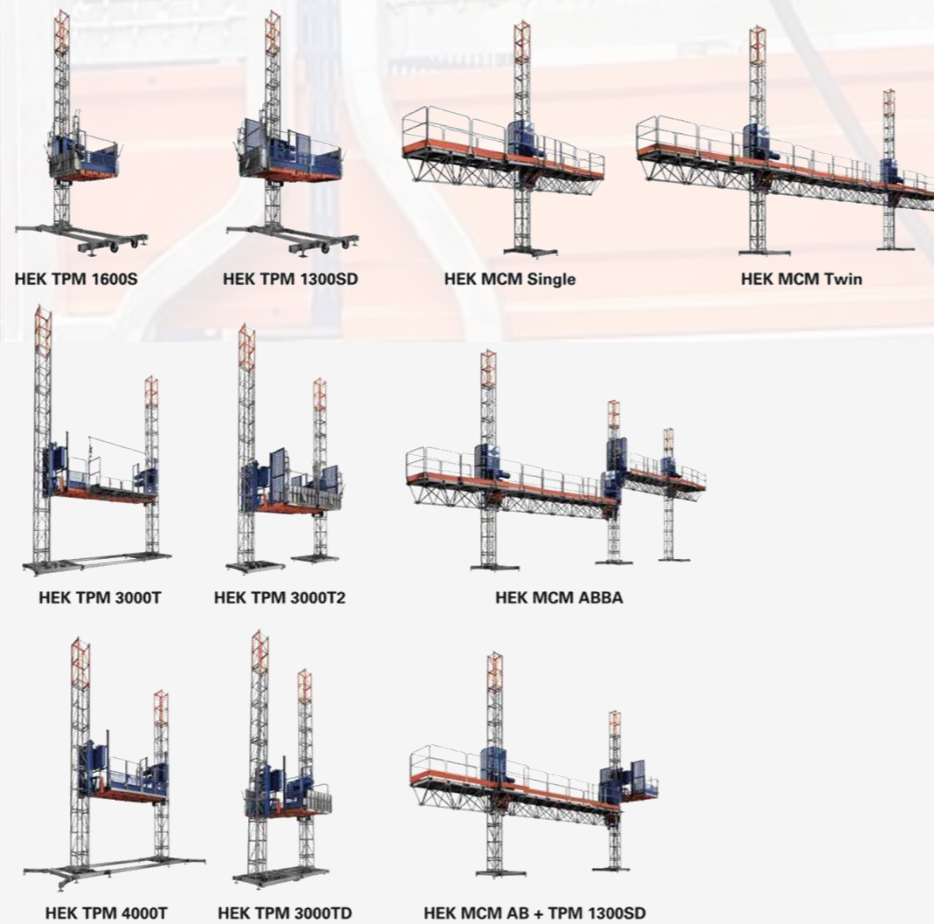 HEK TPM 1600S
HEK TPM 1300SD
HEK MCM Single
HEK MCM Twin
HEK TPM 3000T
HEK TPM 3000T2
HEK MCM ABBA
HEK TPM 4000T
HEK TPM 3000TD
HEK MCM AB + TPM 1300SD